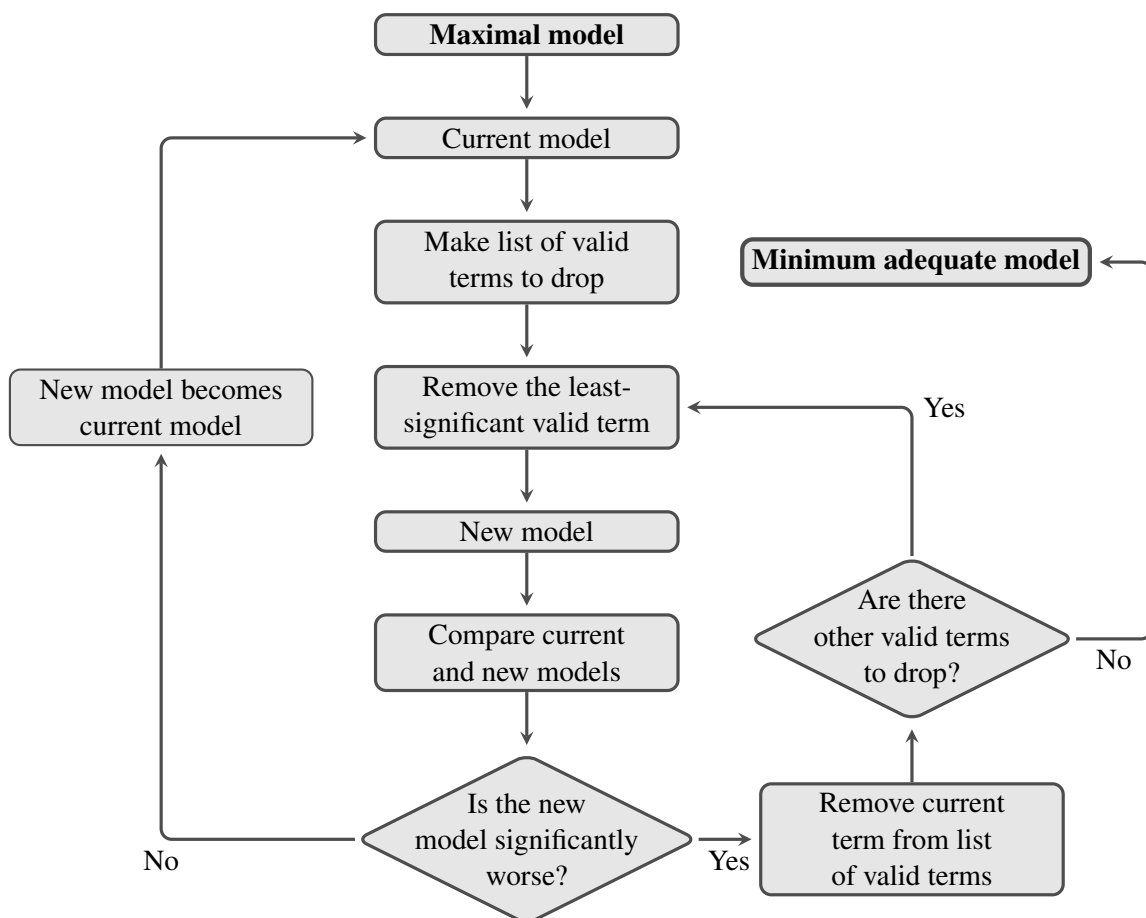 Maximal model
Current model
Make list of valid
terms to drop
Minimum adequate model
New model becomes
current model
Remove the least-
significant valid term
Yes
New model
Are there
other valid terms
to drop?
No
Compare current
and new models
Is the new
model significantly
worse?
No
Yes
Remove current
term from list
of valid terms